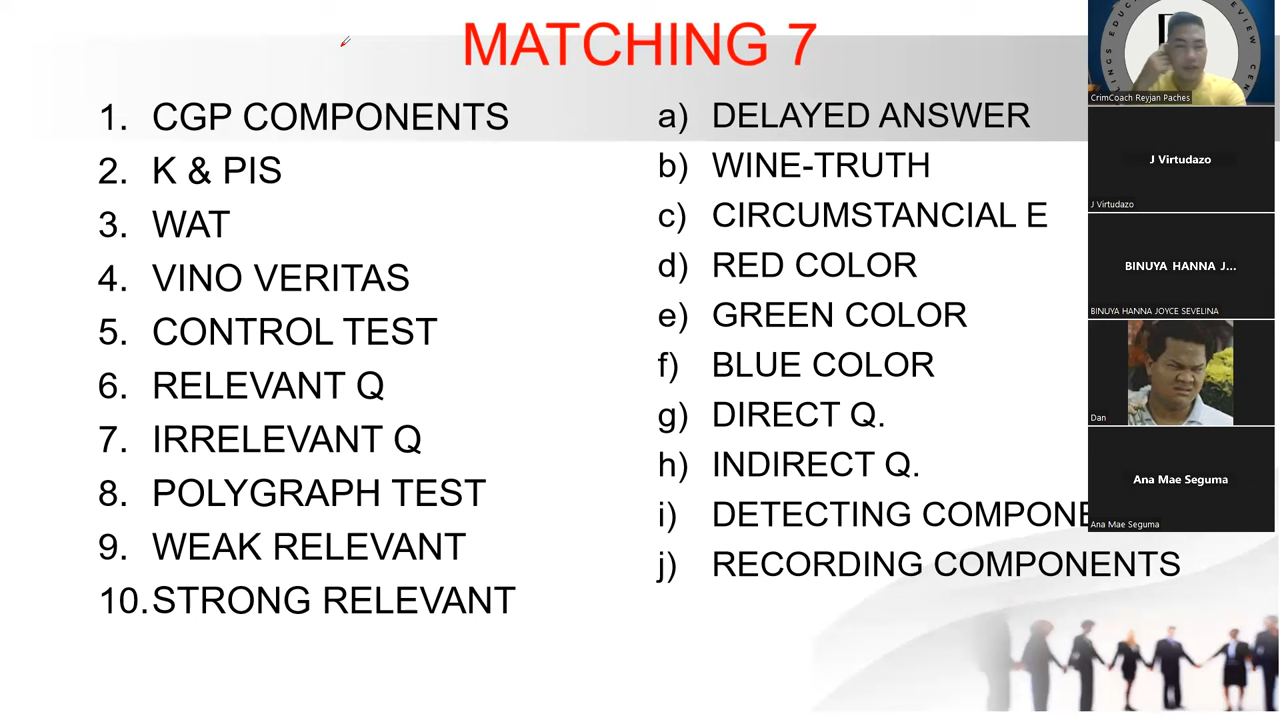 MATCHING 7
1. CGP COMPONENTS
2. K & PIS
3. WAT
4. VINO VERITAS
5. CONTROL TEST
6. RELEVANT Q
7. IRRELEVANT Q
8. POLYGRAPH TEST
9. WEAK RELEVANT
10. STRONG RELEVANT
a) DELAYED ANSWER
b) WINE-TRUTH
c) CIRCUMSTANCIAL E
d) RED COLOR
e) GREEN COLOR
f) BLUE COLOR
g) DIRECT Q.
h) INDIRECT Q.
i) DETECTING COMPONE
j) RECORDING COMPONENTS
CrimCoach Reyjan Paches
J Virtudazo
J Virtudazo
BINUYA HANNA J...
BINUYA HANNA JOYCE SEVELINA
Dan
Ana Mae Seguma
Ana Mae Seguma